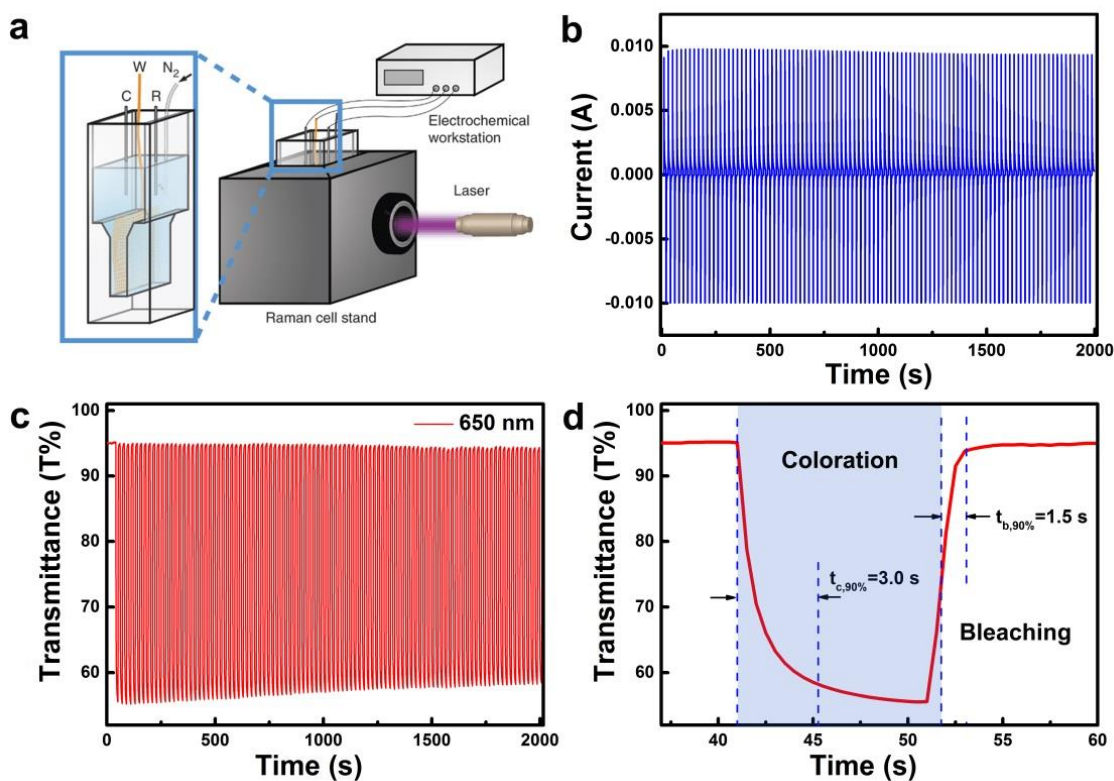 a
W
N₂
C
R
Electrochemical
workstation
Laser
Raman cell stand
b
Current (A)
0.010
0.005
0.000
-0.005
-0.010
0
500
1000
1500
2000
Time (s)
c
Transmittance (T%)
100
90
80
70
60
650 nm
0
500
1000
1500
2000
Time (s)
d
Transmittance (T%)
100
90
80
70
60
Coloration
t_b,90%=1.5 s
t_c,90%=3.0 s
Bleaching
40
45
50
55
60
Time (s)